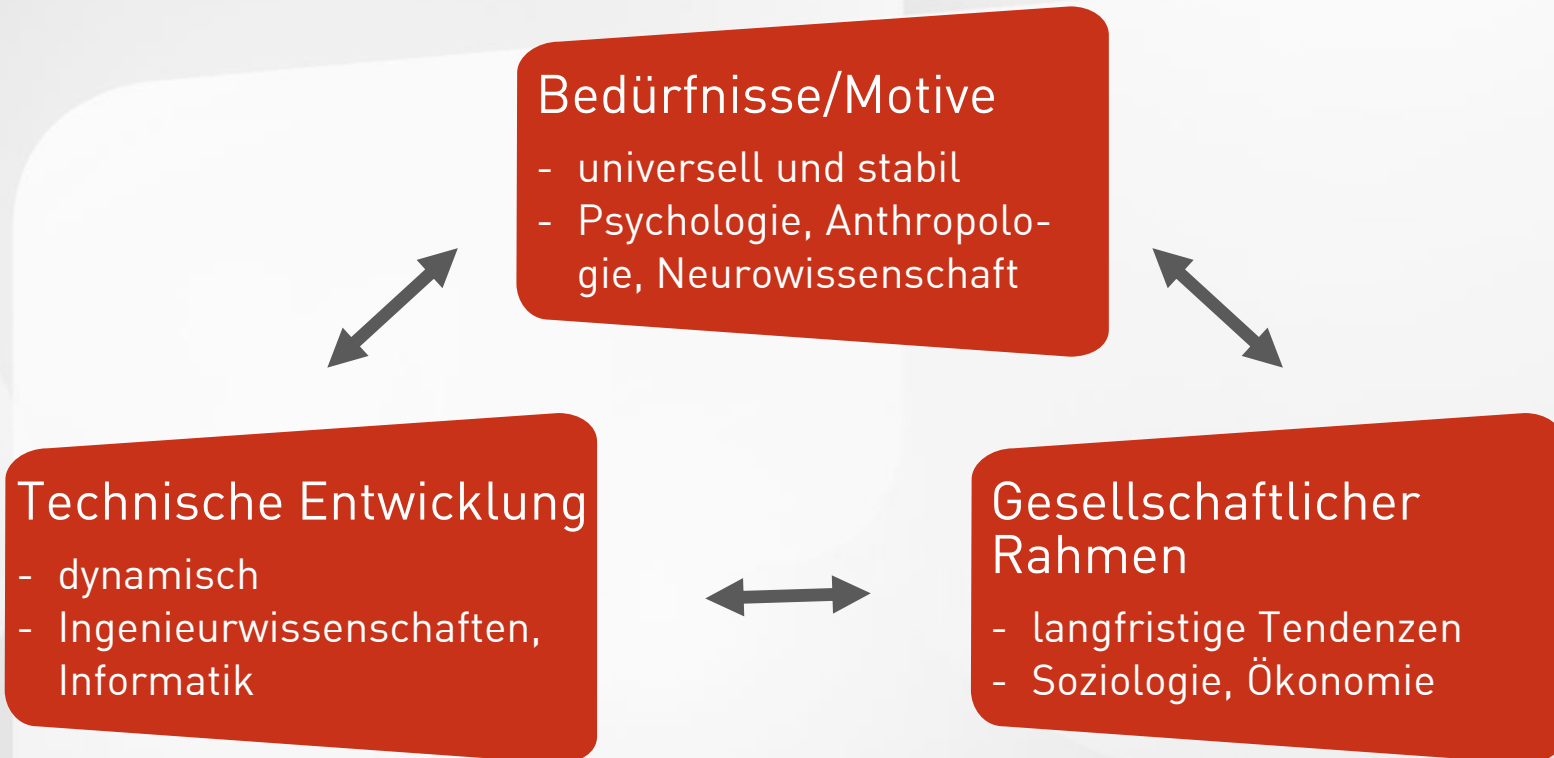 Bedürfnisse/Motive
- universell und stabil
- Psychologie, Anthropolo-
gie, Neurowissenschaft
Technische Entwicklung
- dynamisch
- Ingenieurwissenschaften,
Informatik
Gesellschaftlicher
Rahmen
- langfristige Tendenzen
- Soziologie, Ökonomie